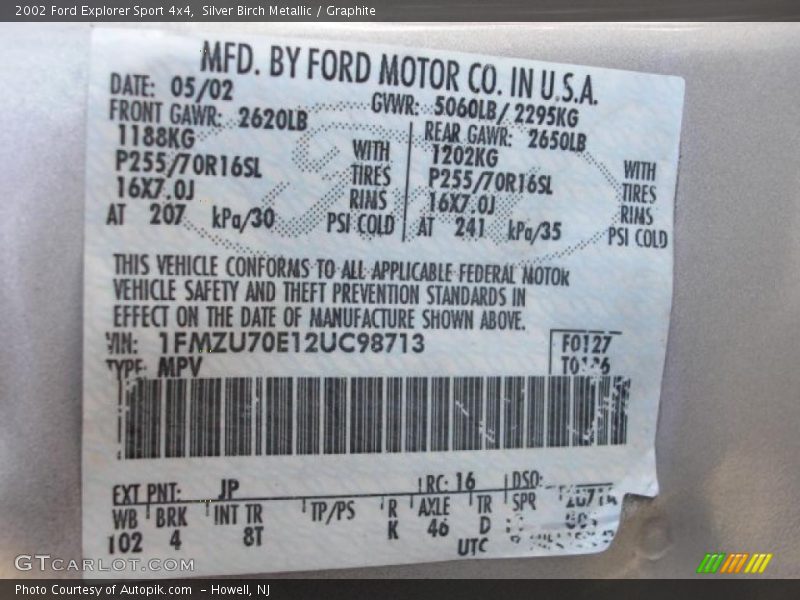 2002 Ford Explorer Sport 4x4, Silver Birch Metallic / Graphite
MFD. BY FORD MOTOR CO. IN U.S.A.
DATE: 05/02 GVWR: 5060LB/ 2295KG
FRONT GAWR: 2620LB REAR GAWR: 2650LB
1188KG WITH 1202KG WITH
P255/70R16SL TIRES P255/70R16SL TIRES
16X7.0J RIMS 16X7.0J RIMS
AT 207 kPa/30 PSI COLD AT 241 kPa/35 PSI COLD
THIS VEHICLE CONFORMS TO ALL APPLICABLE FEDERAL MOTOR
VEHICLE SAFETY AND THEFT PREVENTION STANDARDS IN
EFFECT ON THE DATE OF MANUFACTURE SHOWN ABOVE.
VIN: 1FMZU70E12UC98713 F0127
TYPE: MPV
EXT PNT: JP RC: 16 DSO:
WB BRK INT TR TP/PS R AXLE TR SPR
102 4 8T K 46 D
UTC
GTCARLOT.COM
Photo Courtesy of Autopik.com - Howell, NJ